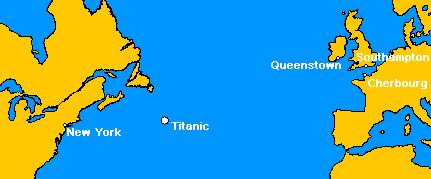 Southampton
Queenstown
Cherbourg
Titanic
New York